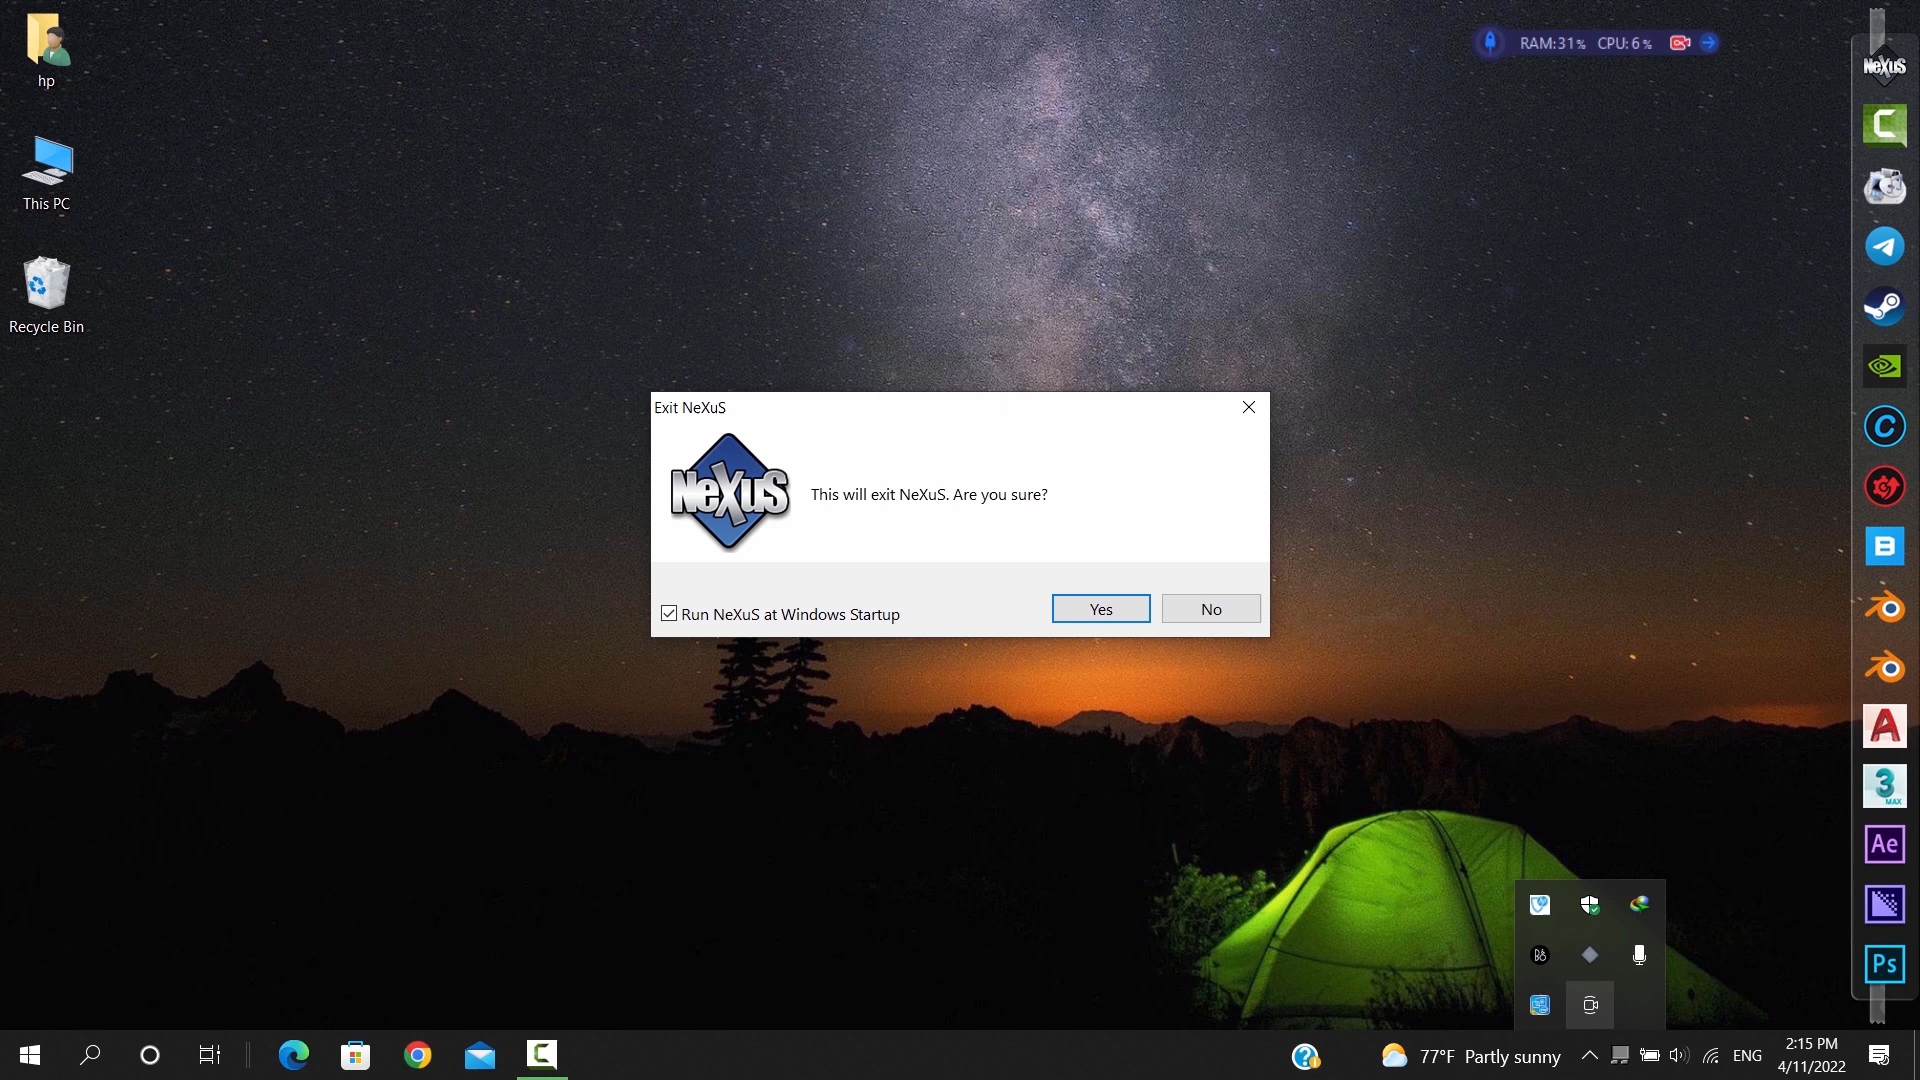 hp
This PC
Recycle Bin
RAM:31% CPU:6%
NeXuS
Exit NeXuS
NeXuS
This will exit NeXuS. Are you sure?
Run NeXuS at Windows Startup
Yes
No
C
C
B
A
3
MAX
Ae
Ps
B&O
C
77°F Partly sunny
ENG
2:15 PM
4/11/2022